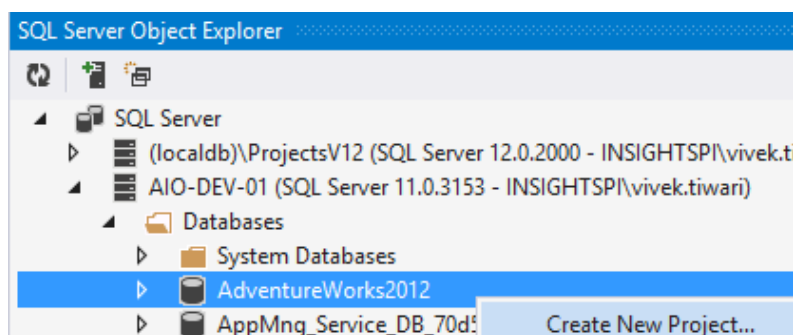 SQL Server Object Explorer
SQL Server
(localdb)\ProjectsV12 (SQL Server 12.0.2000 - INSIGHTSPI\vivek.ti
AIO-DEV-01 (SQL Server 11.0.3153 - INSIGHTSPI\vivek.tiwari)
Databases
System Databases
AdventureWorks2012
AppMng_Service_DB_70d5 Create New Project...